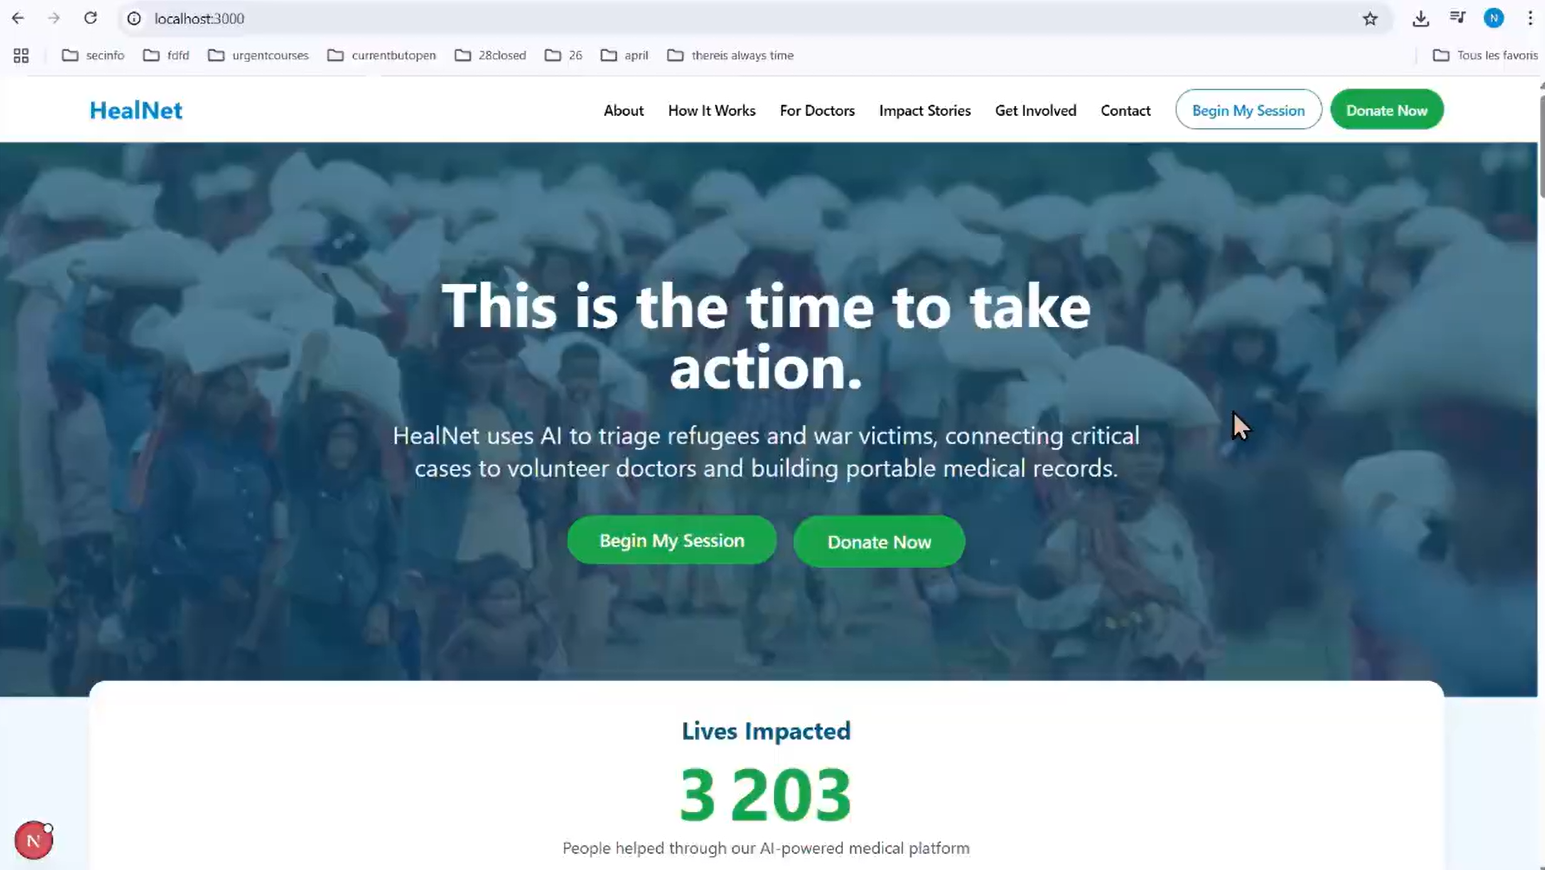 localhost:3000
secinfo
fdfd
urgentcourses
currentbutopen
28closed
26
april
thereis always time
Tous les favoris
HealNet
About
How It Works
For Doctors
Impact Stories
Get Involved
Contact
Begin My Session
Donate Now
This is the time to take
action.
HealNet uses AI to triage refugees and war victims, connecting critical
cases to volunteer doctors and building portable medical records.
Begin My Session
Donate Now
Lives Impacted
3 203
People helped through our AI-powered medical platform
N
N